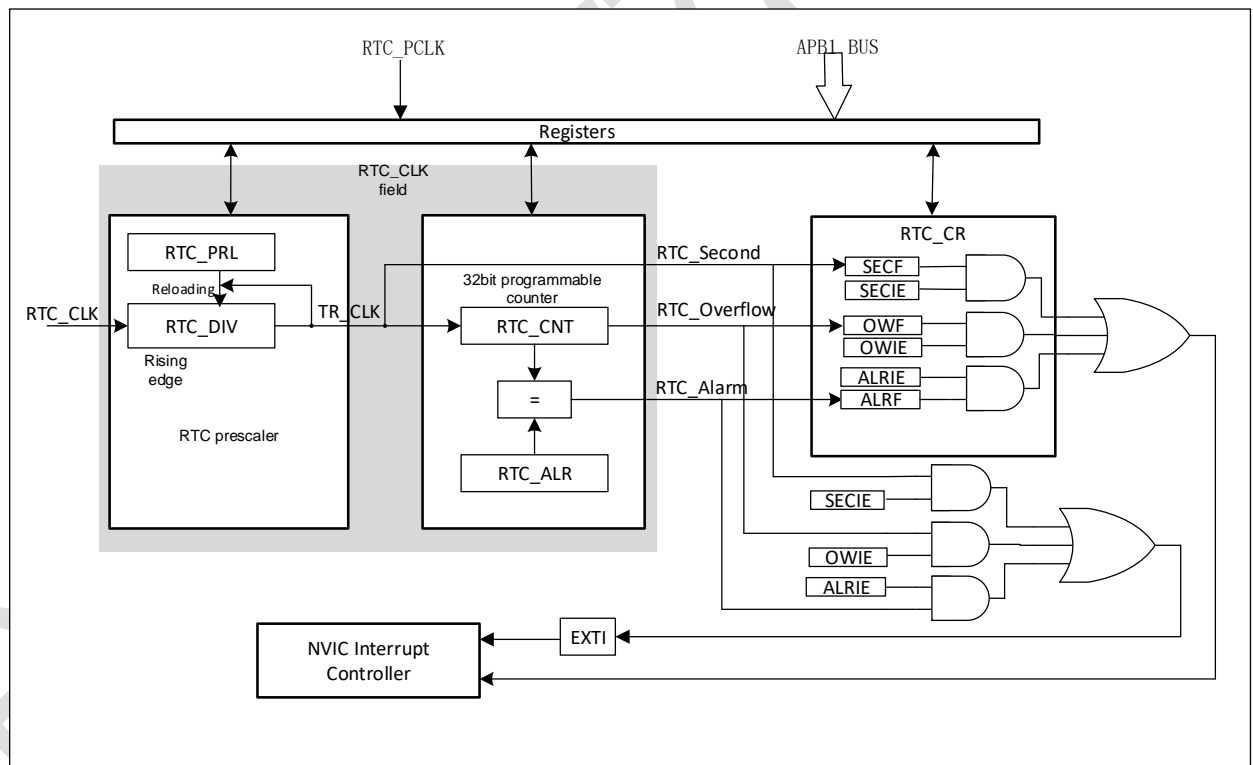 RTC_PCLK
APB1_BUS
Registers
RTC_CLK
field
RTC_PRL
Reloading
RTC_CLK
RTC_DIV
TR_CLK
Rising
edge
RTC prescaler
32bit programmable
counter
RTC_CNT
=
RTC_ALR
RTC_Second
RTC_Overflow
RTC_Alarm
RTC_CR
SECF
SECIE
OWF
OWIE
ALRIE
ALRF
SECIE
OWIE
ALRIE
EXTI
NVIC Interrupt
Controller